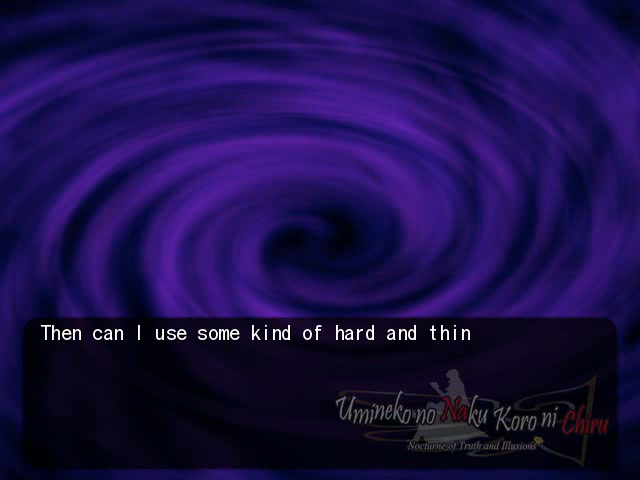 Then can I use some kind of hard and thin
Umineko no Naku Koro ni Chiru
Nocturne of Truth and Illusions